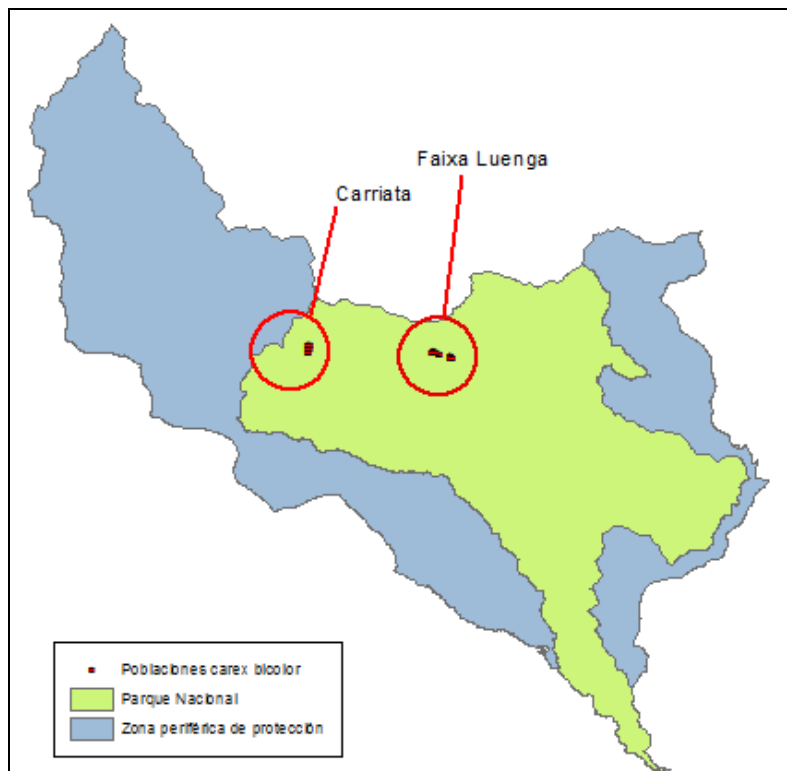 Faixa Luenga
Carriata
Poblaciones carex bicolor
Parque Nacional
Zona periférica de protección